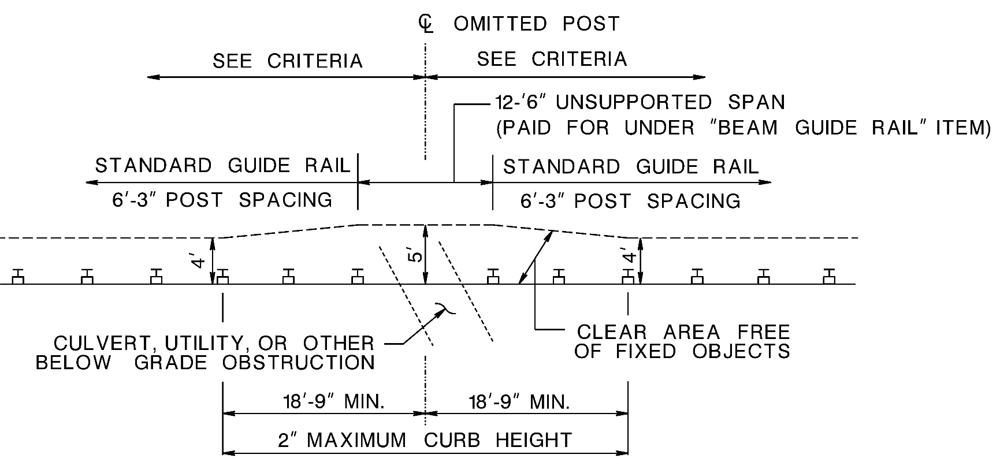 ℄ OMITTED POST
SEE CRITERIA
SEE CRITERIA
12-'6" UNSUPPORTED SPAN
(PAID FOR UNDER "BEAM GUIDE RAIL" ITEM)
STANDARD GUIDE RAIL
6'-3" POST SPACING
STANDARD GUIDE RAIL
6'-3" POST SPACING
4'
5'
4'
CULVERT, UTILITY, OR OTHER
BELOW GRADE OBSTRUCTION
CLEAR AREA FREE
OF FIXED OBJECTS
18'-9" MIN.
18'-9" MIN.
2" MAXIMUM CURB HEIGHT